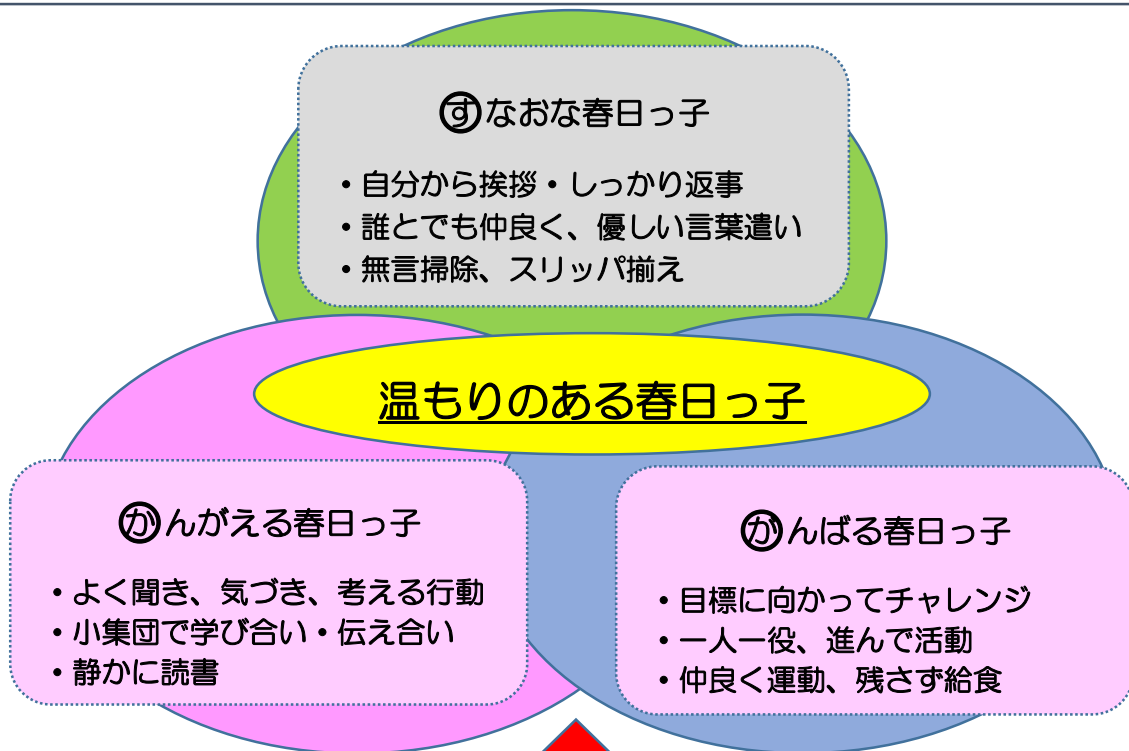 すなおな春日っ子
・自分から挨拶・しっかり返事
・誰とでも仲良く、優しい言葉遣い
・無言掃除、スリッパ揃え
温もりのある春日っ子
かんがえる春日っ子
・よく聞き、気づき、考える行動
・小集団で学び合い・伝え合い
・静かに読書
がんばる春日っ子
・目標に向かってチャレンジ
・一人一役、進んで活動
・仲良く運動、残さず給食